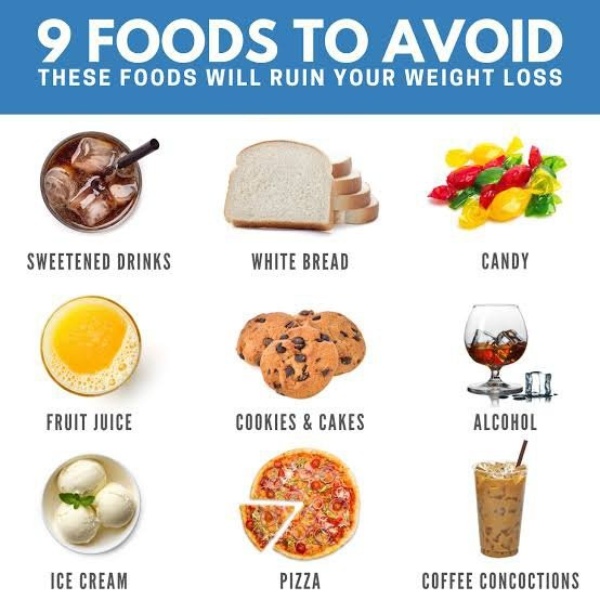 9 FOODS TO AVOID
THESE FOODS WILL RUIN YOUR WEIGHT LOSS
SWEETENED DRINKS
WHITE BREAD
CANDY
FRUIT JUICE
COOKIES & CAKES
ALCOHOL
ICE CREAM
PIZZA
COFFEE CONCOCTIONS